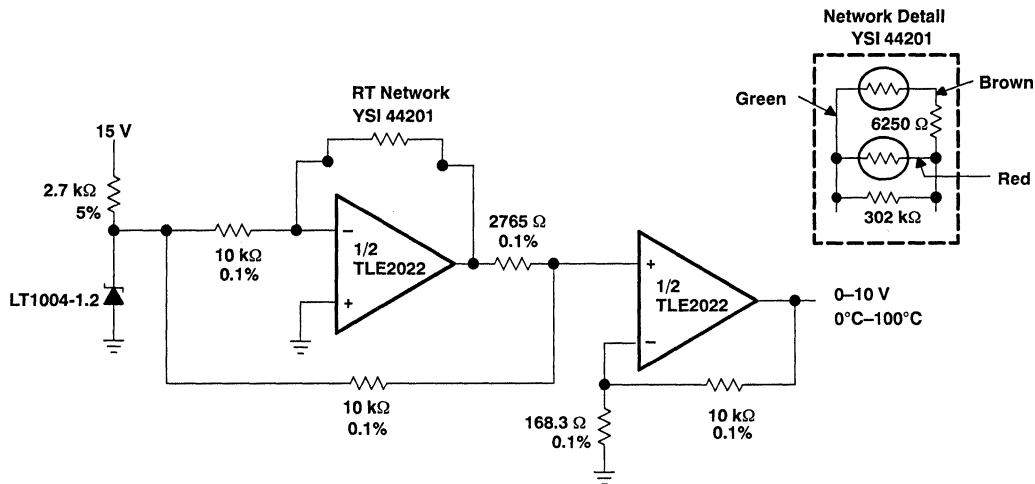 Network Detail
YSI 44201
Brown
Green
6250 Ω
Red
302 kΩ
RT Network
YSI 44201
15 V
2.7 kΩ
5%
10 kΩ
0.1%
−
1/2
TLE2022
+
2765 Ω
0.1%
+
1/2
TLE2022
−
LT1004-1.2
0–10 V
0°C–100°C
10 kΩ
0.1%
168.3 Ω
0.1%
10 kΩ
0.1%